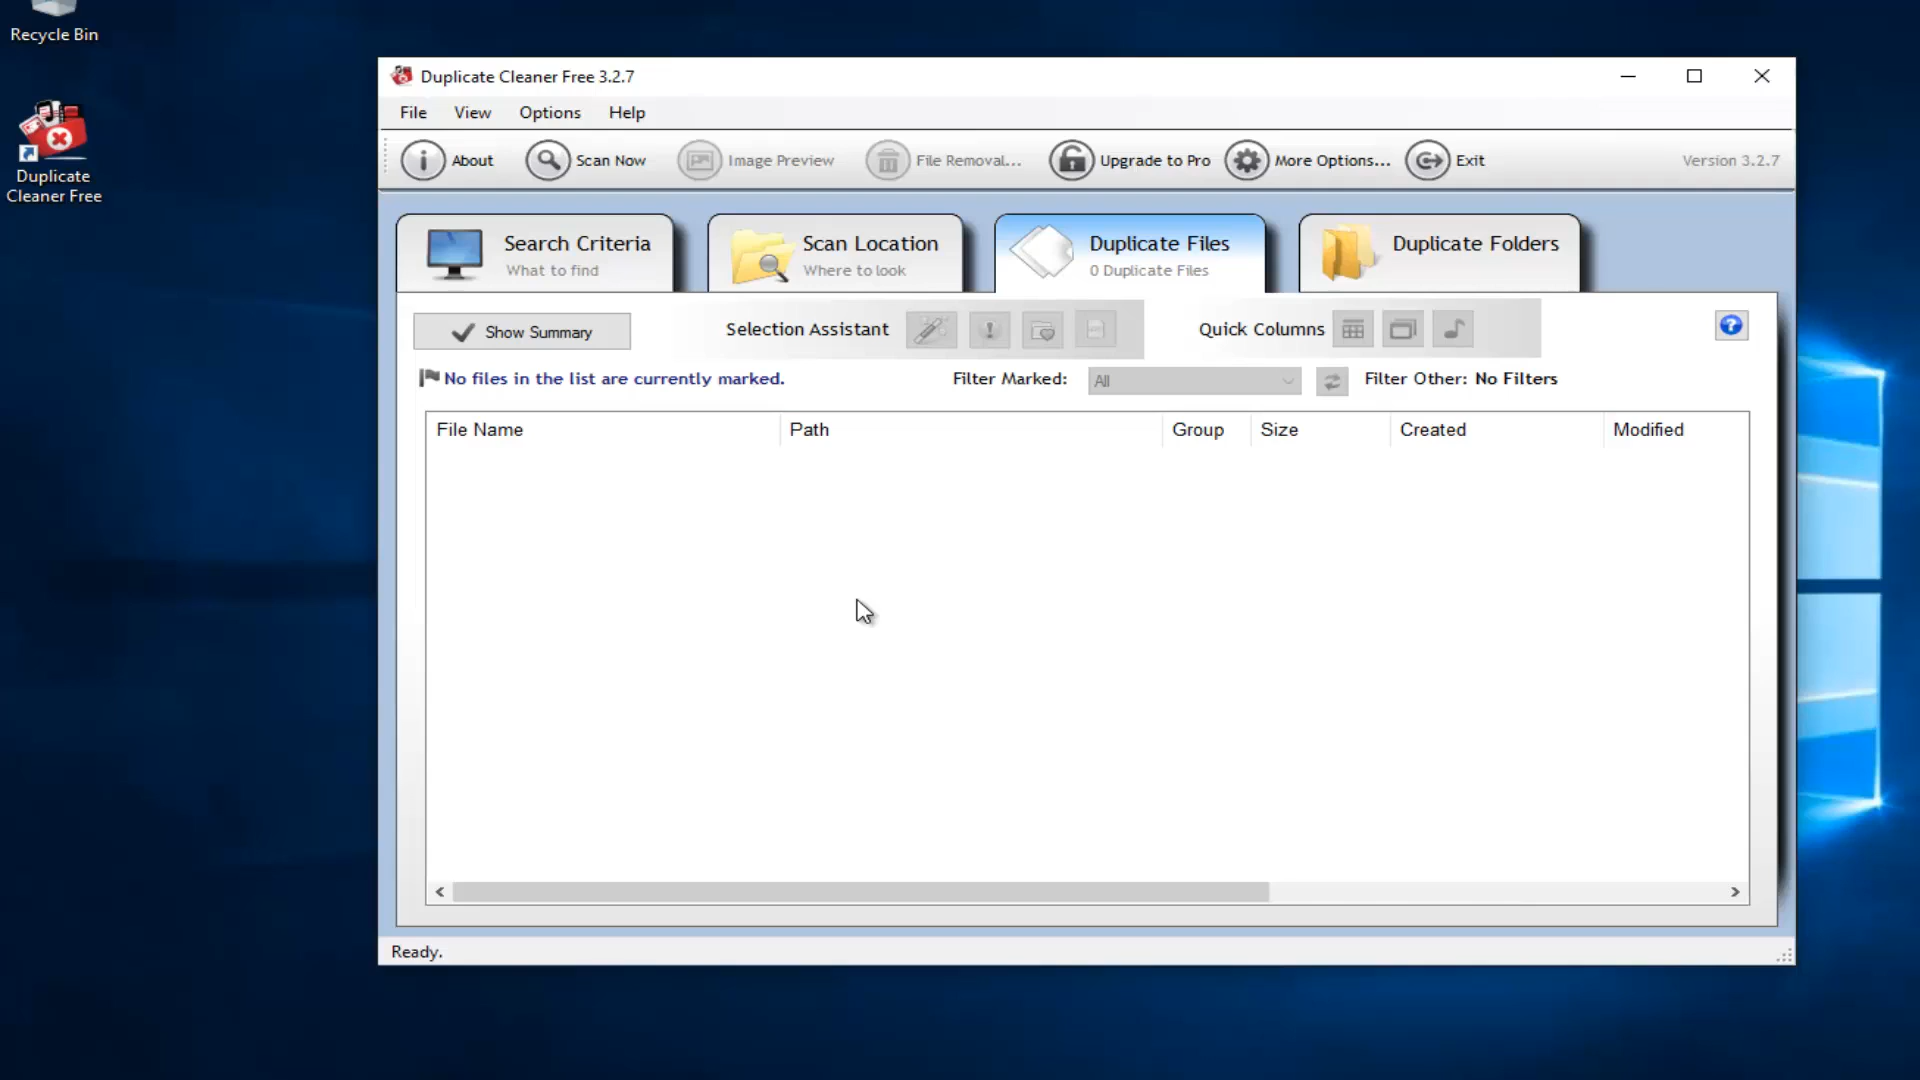 Recycle Bin
Duplicate
Cleaner Free
Duplicate Cleaner Free 3.2.7
File View Options Help
About Scan Now Image Preview File Removal... Upgrade to Pro More Options... Exit Version 3.2.7
Search Criteria
What to find
Scan Location
Where to look
Duplicate Files
0 Duplicate Files
Duplicate Folders
Show Summary Selection Assistant Quick Columns
No files in the list are currently marked. Filter Marked: All Filter Other: No Filters
File Name Path Group Size Created Modified
Ready.